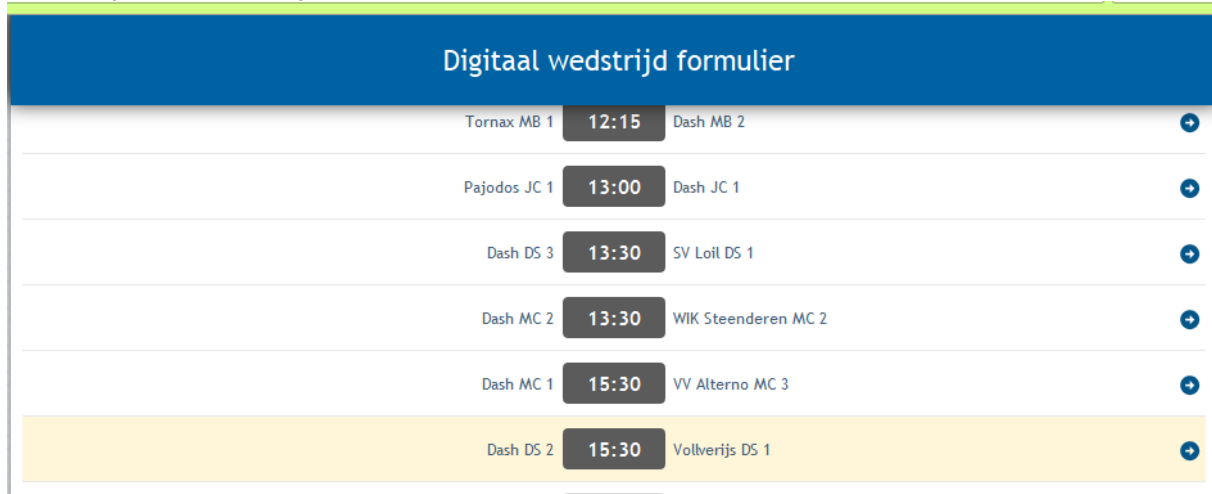 Digitaal wedstrijd formulier
Tornax MB 1 12:15 Dash MB 2
Pajodos JC 1 13:00 Dash JC 1
Dash DS 3 13:30 SV Loil DS 1
Dash MC 2 13:30 WIK Steenderen MC 2
Dash MC 1 15:30 VV Alterno MC 3
Dash DS 2 15:30 Vollverijs DS 1